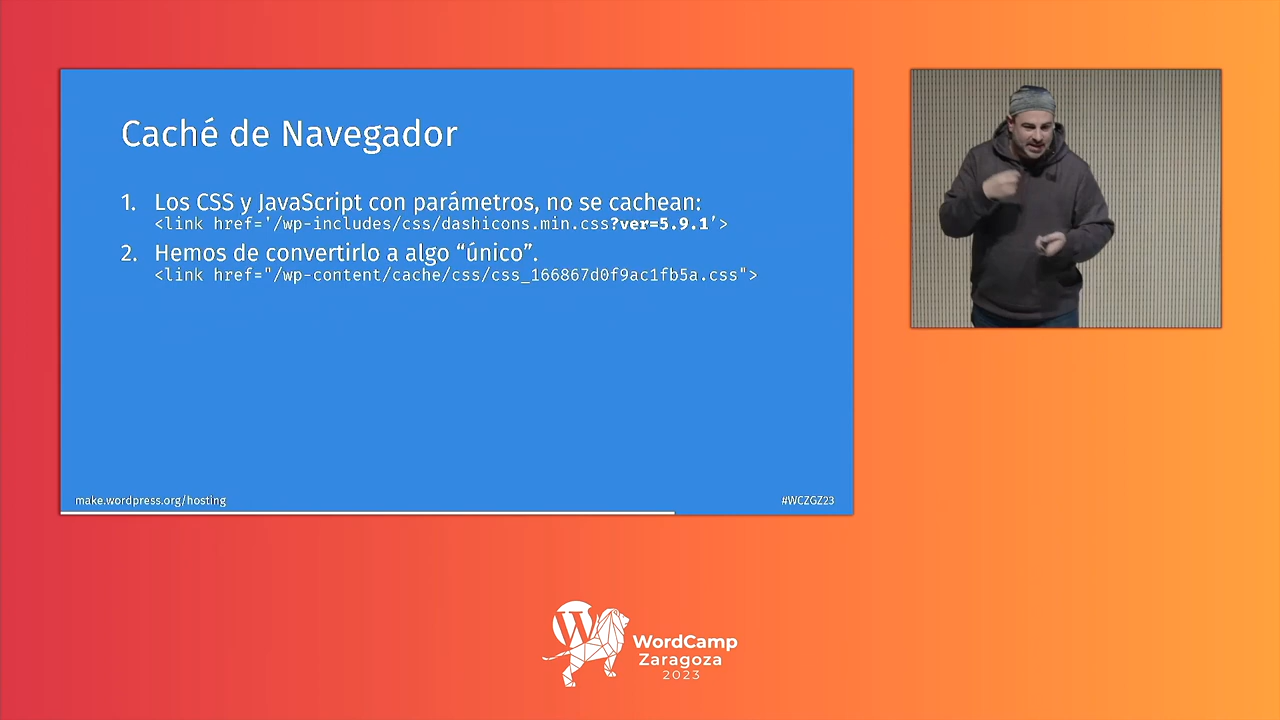 Caché de Navegador
1. Los CSS y JavaScript con parámetros, no se cachean:
<link href='/wp-includes/css/dashicons.min.css?ver=5.9.1'>
2. Hemos de convertirlo a algo “único”.
<link href="/wp-content/cache/css/css_166867d0f9ac1fb5a.css">
make.wordpress.org/hosting
#WCZGZ23
WordCamp
Zaragoza
2023